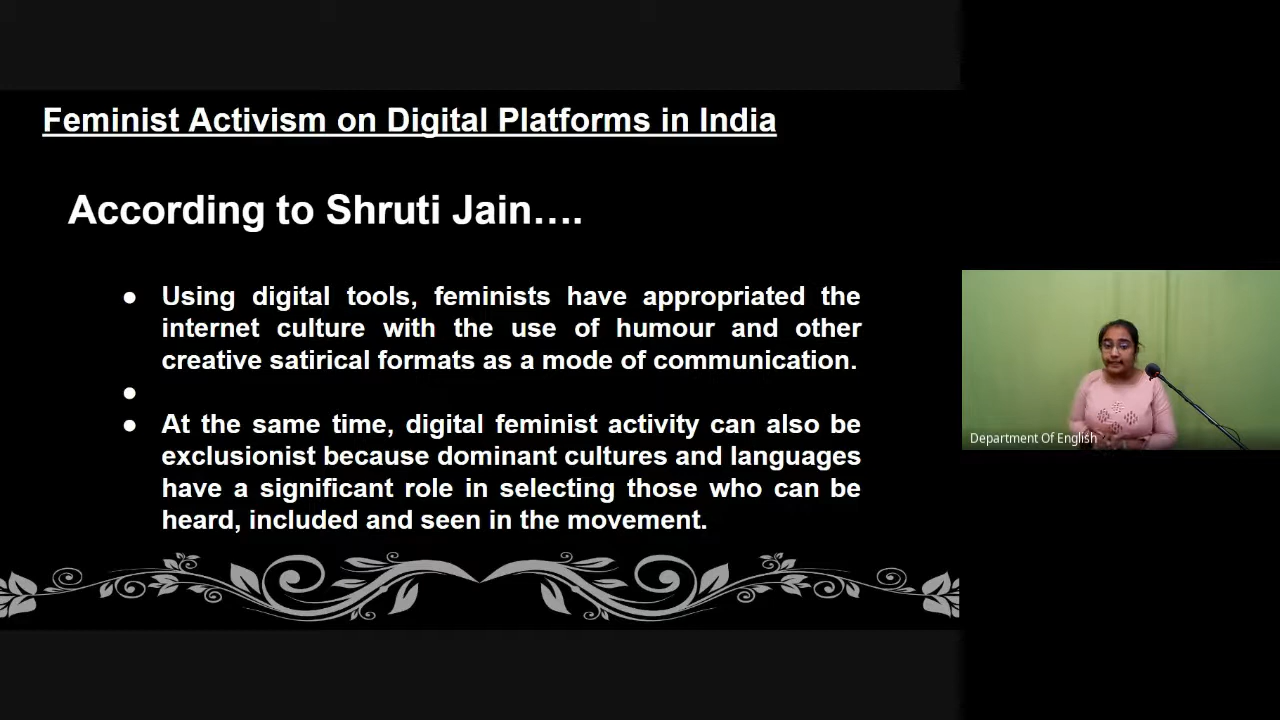 Feminist Activism on Digital Platforms in India
According to Shruti Jain….
● Using digital tools, feminists have appropriated the
internet culture with the use of humour and other
creative satirical formats as a mode of communication.
●
● At the same time, digital feminist activity can also be
exclusionist because dominant cultures and languages
have a significant role in selecting those who can be
heard, included and seen in the movement.
Department Of English